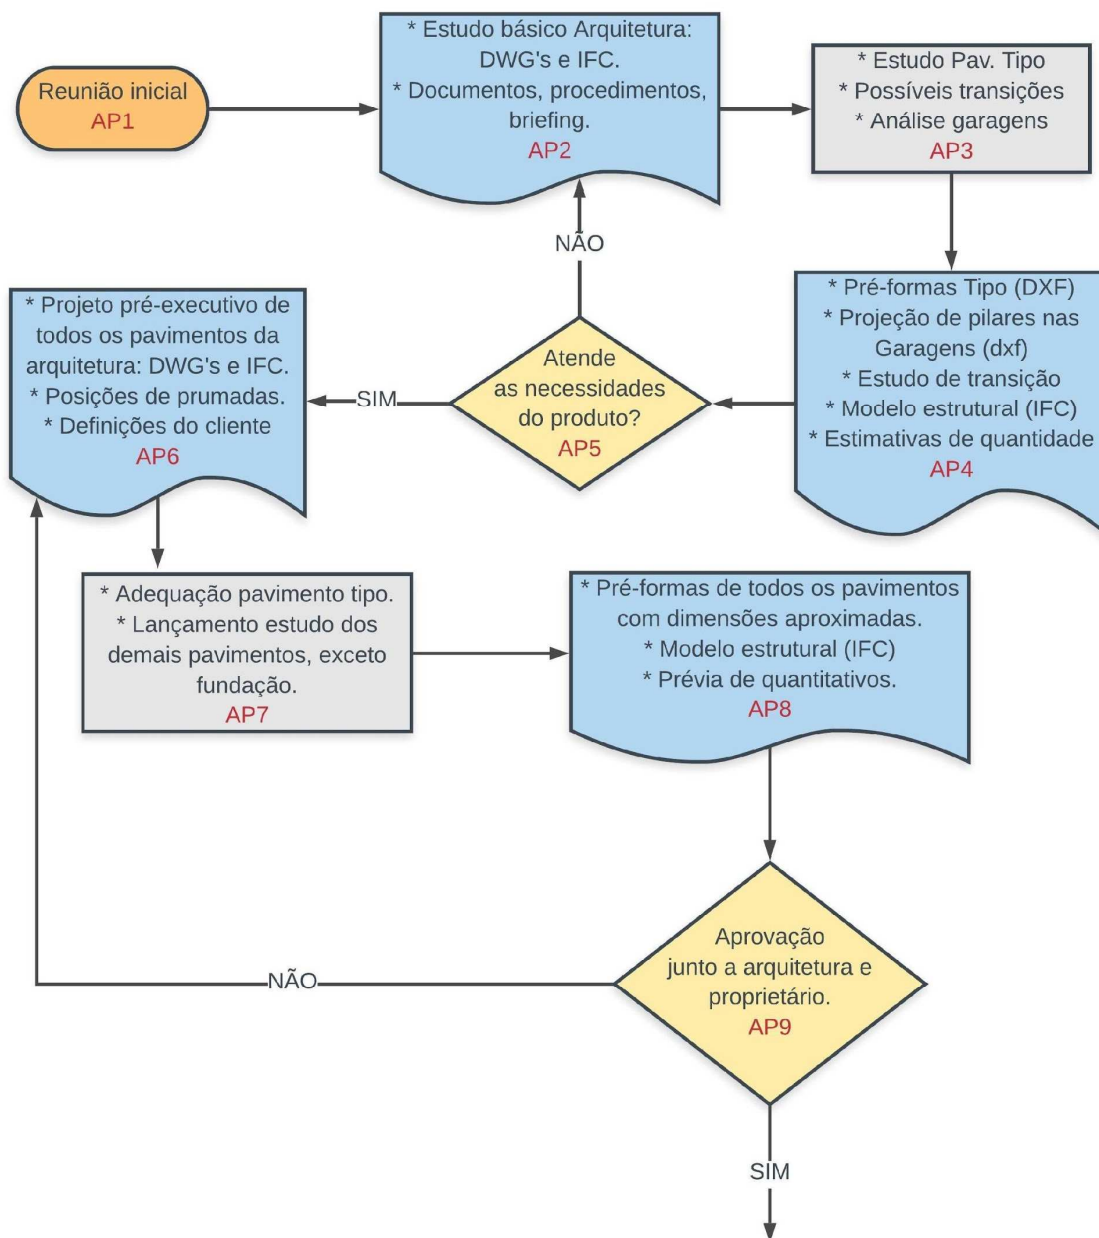 Reunião inicial
AP1
* Estudo básico Arquitetura:
DWG's e IFC.
* Documentos, procedimentos,
briefing.
AP2
* Estudo Pav. Tipo
* Possíveis transições
* Análise garagens
AP3
NÃO
* Pré-formas Tipo (DXF)
* Projeção de pilares nas
Garagens (dxf)
* Estudo de transição
* Modelo estrutural (IFC)
* Estimativas de quantidade
AP4
Atende
as necessidades
do produto?
AP5
SIM
* Projeto pré-executivo de
todos os pavimentos da
arquitetura: DWG's e IFC.
* Posições de prumadas.
* Definições do cliente
AP6
* Adequação pavimento tipo.
* Lançamento estudo dos
demais pavimentos, exceto
fundação.
AP7
* Pré-formas de todos os pavimentos
com dimensões aproximadas.
* Modelo estrutural (IFC)
* Prévia de quantitativos.
AP8
Aprovação
junto a arquitetura e
proprietário.
AP9
NÃO
SIM